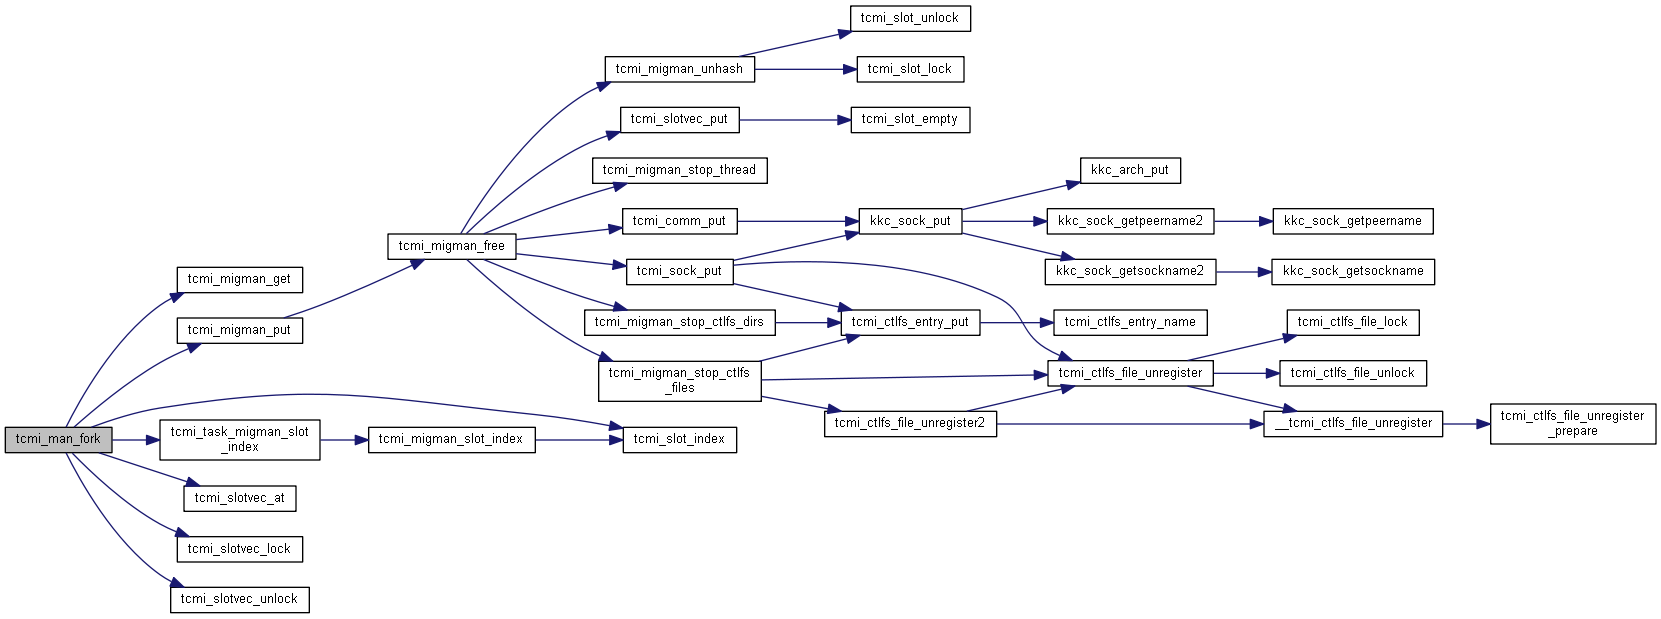 tcmi_slot_unlock
tcmi_migman_unhash
tcmi_slot_lock
tcmi_slotvec_put
tcmi_slot_empty
tcmi_migman_stop_thread
kkc_arch_put
tcmi_comm_put
kkc_sock_put
kkc_sock_getpeername2
kkc_sock_getpeername
tcmi_migman_free
tcmi_sock_put
kkc_sock_getsockname2
kkc_sock_getsockname
tcmi_migman_get
tcmi_migman_put
tcmi_migman_stop_ctlfs_dirs
tcmi_ctlfs_entry_put
tcmi_ctlfs_entry_name
tcmi_ctlfs_file_lock
tcmi_migman_stop_ctlfs
_files
tcmi_ctlfs_file_unregister
tcmi_ctlfs_file_unlock
tcmi_ctlfs_file_unregister2
__tcmi_ctlfs_file_unregister
tcmi_ctlfs_file_unregister
_prepare
tcmi_man_fork
tcmi_task_migman_slot
_index
tcmi_migman_slot_index
tcmi_slot_index
tcmi_slotvec_at
tcmi_slotvec_lock
tcmi_slotvec_unlock